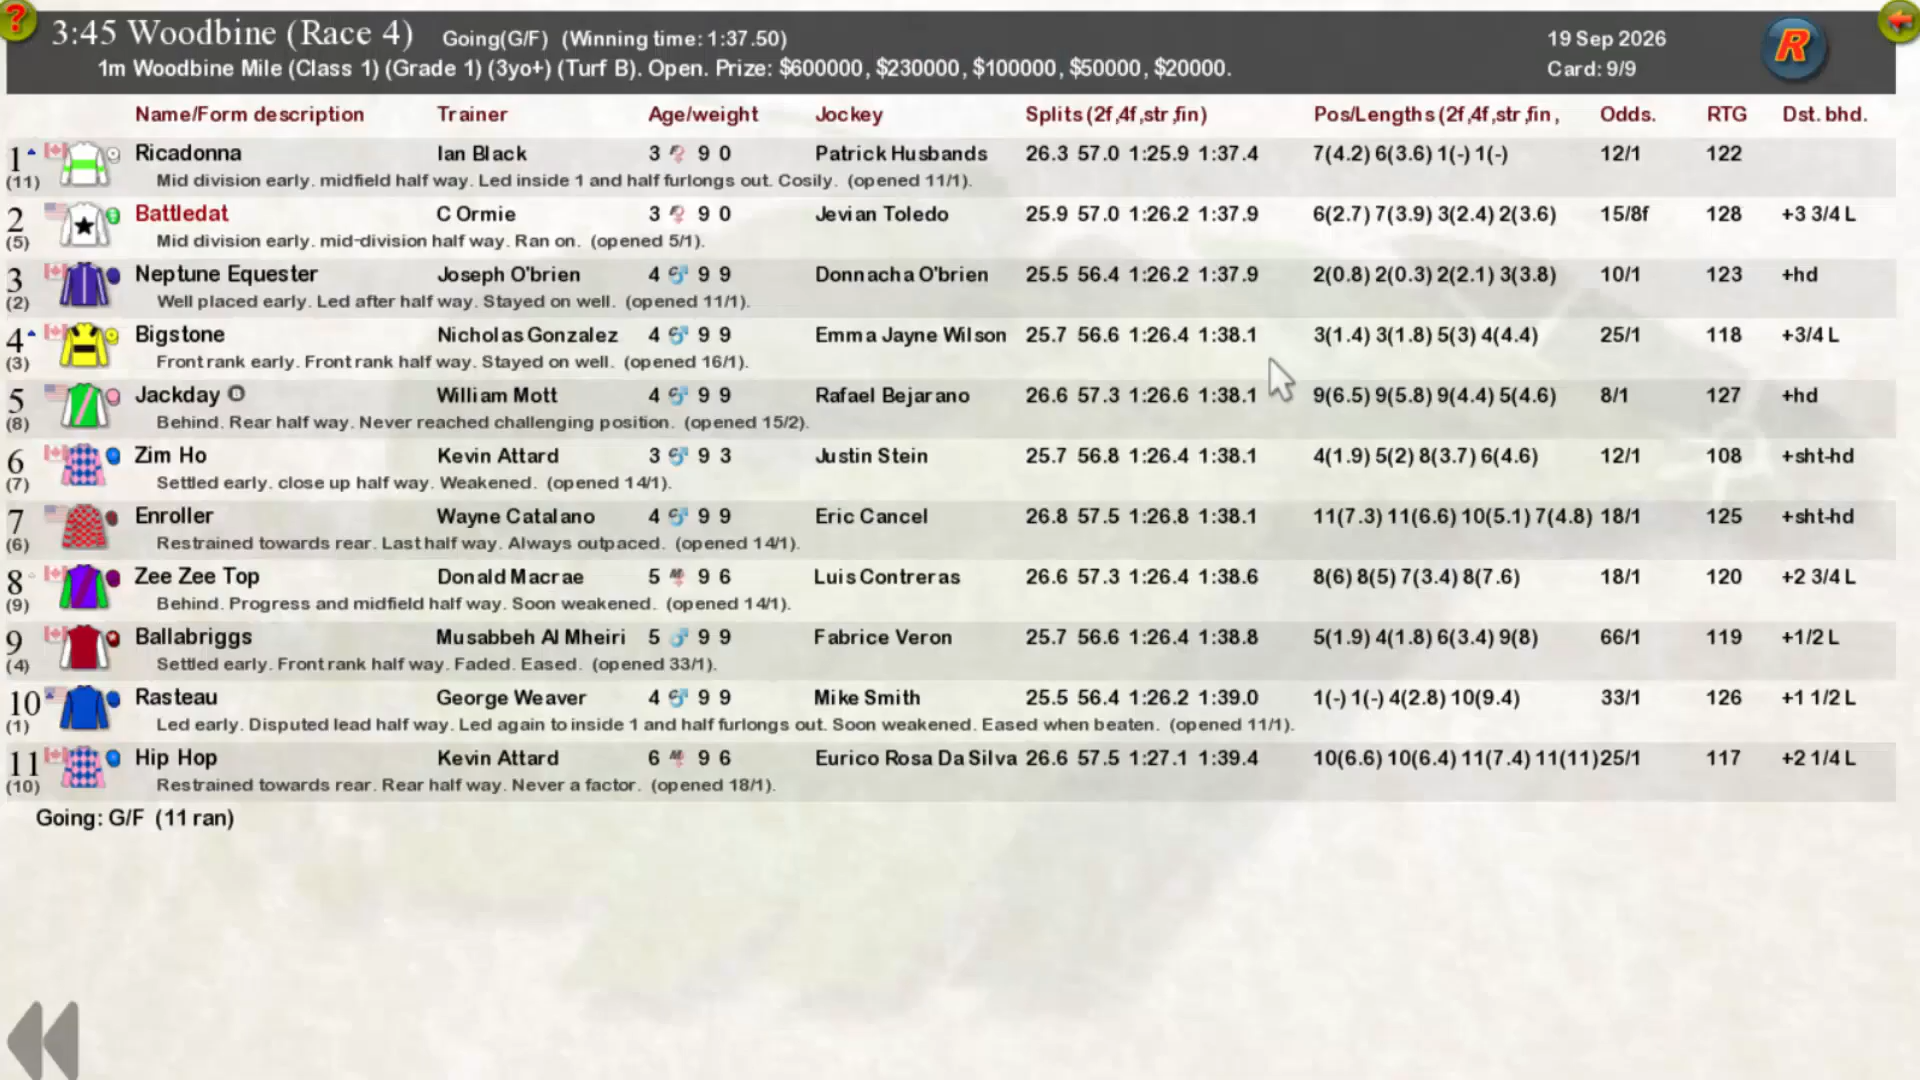 ?
3:45 Woodbine (Race 4) Going(G/F) (Winning time: 1:37.50) 19 Sep 2026 R
1m Woodbine Mile (Class 1) (Grade 1) (3yo+) (Turf B). Open. Prize: $600000, $230000, $100000, $50000, $20000. Card: 9/9
Name/Form description Trainer Age/weight Jockey Splits (2f,4f,str,fin) Pos/Lengths (2f,4f,str,fin, Odds. RTG Dst. bhd.
1 Ricadonna Ian Black 3 9 0 Patrick Husbands 26.3 57.0 1:25.9 1:37.4 7(4.2) 6(3.6) 1(-) 1(-) 12/1 122
(11) Mid division early. midfield half way. Led inside 1 and half furlongs out. Cosily. (opened 11/1).
2 Battledat C Ormie 3 9 0 Jevian Toledo 25.9 57.0 1:26.2 1:37.9 6(2.7) 7(3.9) 3(2.4) 2(3.6) 15/8f 128 +3 3/4 L
(5) Mid division early. mid-division half way. Ran on. (opened 5/1).
3 Neptune Equester Joseph O'brien 4 9 9 Donnacha O'brien 25.5 56.4 1:26.2 1:37.9 2(0.8) 2(0.3) 2(2.1) 3(3.8) 10/1 123 +hd
(2) Well placed early. Led after half way. Stayed on well. (opened 11/1).
4 Bigstone Nicholas Gonzalez 4 9 9 Emma Jayne Wilson 25.7 56.6 1:26.4 1:38.1 3(1.4) 3(1.8) 5(3) 4(4.4) 25/1 118 +3/4 L
(3) Front rank early. Front rank half way. Stayed on well. (opened 16/1).
5 Jackday William Mott 4 9 9 Rafael Bejarano 26.6 57.3 1:26.6 1:38.1 9(6.5) 9(5.8) 9(4.4) 5(4.6) 8/1 127 +hd
(8) Behind. Rear half way. Never reached challenging position. (opened 15/2).
6 Zim Ho Kevin Attard 3 9 3 Justin Stein 25.7 56.8 1:26.4 1:38.1 4(1.9) 5(2) 8(3.7) 6(4.6) 12/1 108 +sht-hd
(7) Settled early. close up half way. Weakened. (opened 14/1).
7 Enroller Wayne Catalano 4 9 9 Eric Cancel 26.8 57.5 1:26.8 1:38.1 11(7.3) 11(6.6) 10(5.1) 7(4.8) 18/1 125 +sht-hd
(6) Restrained towards rear. Last half way. Always outpaced. (opened 14/1).
8 Zee Zee Top Donald Macrae 5 9 6 Luis Contreras 26.6 57.3 1:26.4 1:38.6 8(6) 8(5) 7(3.4) 8(7.6) 18/1 120 +2 3/4 L
(9) Behind. Progress and midfield half way. Soon weakened. (opened 14/1).
9 Ballabriggs Musabbeh Al Mheiri 5 9 9 Fabrice Veron 25.7 56.6 1:26.4 1:38.8 5(1.9) 4(1.8) 6(3.4) 9(8) 66/1 119 +1/2 L
(4) Settled early. Front rank half way. Faded. Eased. (opened 33/1).
10 Rasteau George Weaver 4 9 9 Mike Smith 25.5 56.4 1:26.2 1:39.0 1(-) 1(-) 4(2.8) 10(9.4) 33/1 126 +1 1/2 L
(1) Led early. Disputed lead half way. Led again to inside 1 and half furlongs out. Soon weakened. Eased when beaten. (opened 11/1).
11 Hip Hop Kevin Attard 6 9 6 Eurico Rosa Da Silva 26.6 57.5 1:27.1 1:39.4 10(6.6) 10(6.4) 11(7.4) 11(11) 25/1 117 +2 1/4 L
(10) Restrained towards rear. Rear half way. Never a factor. (opened 18/1).
Going: G/F (11 ran)